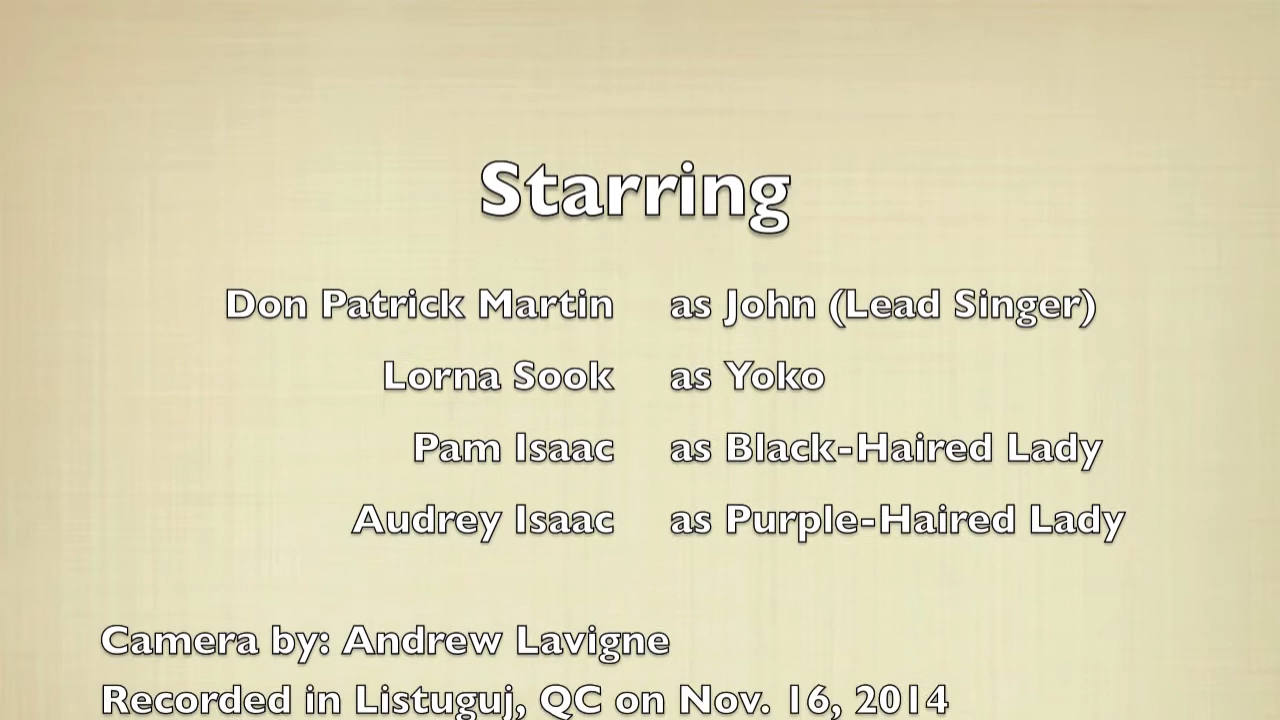 Starring
Don Patrick Martin as John (Lead Singer)
Lorna Sook as Yoko
Pam Isaac as Black-Haired Lady
Audrey Isaac as Purple-Haired Lady
Camera by: Andrew Lavigne
Recorded in Listuguj, QC on Nov. 16, 2014